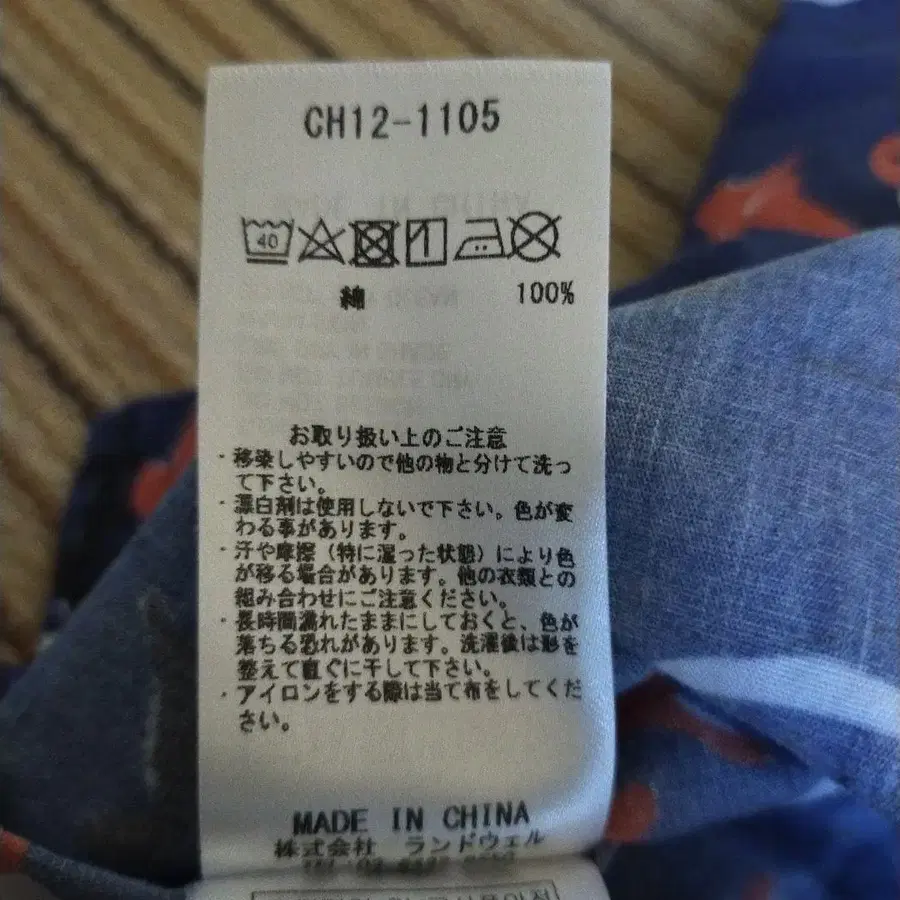 CH12-1105
40
綿 100%
お取り扱い上のご注意
・移染しやすいので他の物と分けて洗っ
て下さい。
・漂白剤は使用しないで下さい。色が変
わる事があります。
・汗や摩擦（特に湿った状態）により色
が移る場合があります。他の衣類との
組み合わせにご注意ください。
・長時間濡れたままにしておくと、色が
落ちる恐れがあります。洗濯後は形を
整えて直ぐに干して下さい。
・アイロンをする際は当て布をしてくだ
さい。
MADE IN CHINA
株式会社 ランドウェル